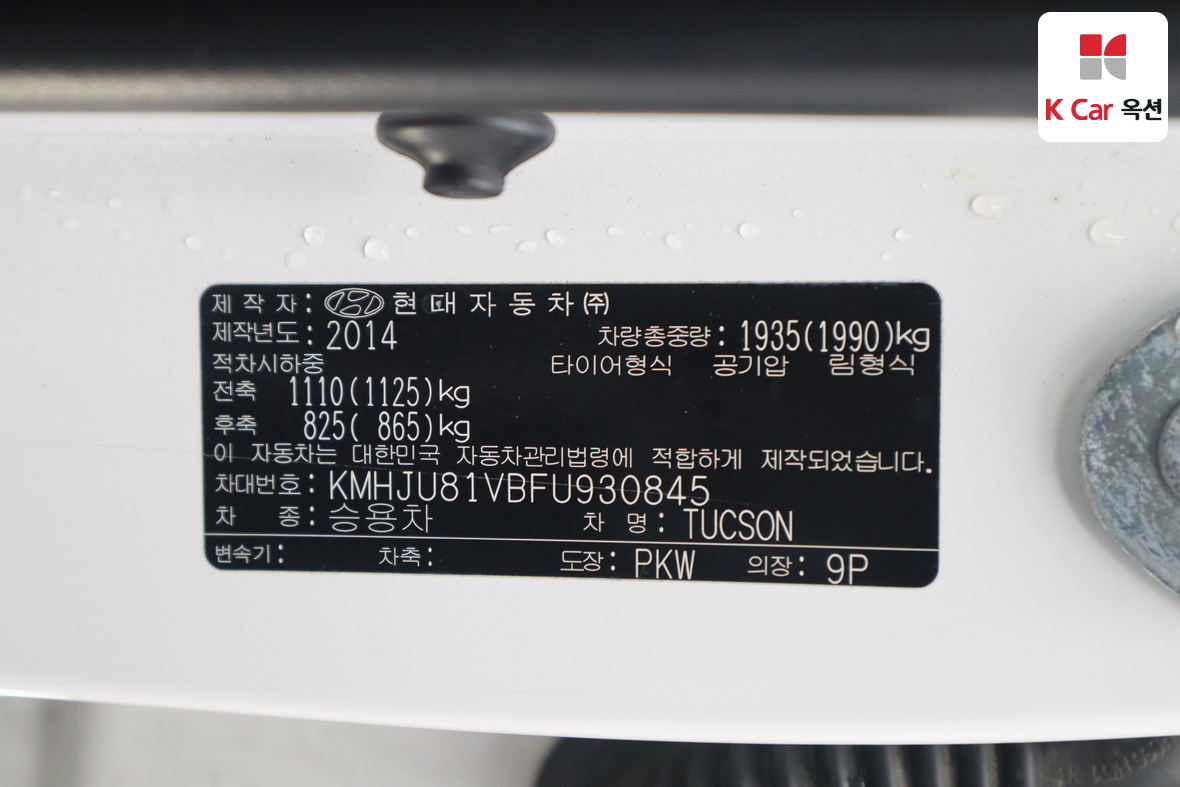 K Car 옥션
제 작 자 : 현 대 자 동 차 ㈜
제작년도 : 2014 차량총중량 : 1935(1990)kg
적차시하중 타이어형식 공기압 림형식
전축 1110(1125)kg
후축 825( 865)kg
이 자동차는 대한민국 자동차관리법령에 적합하게 제작되었습니다.
차대번호 : KMHJU81VBFU930845
차 종 : 승용차 차 명 : TUCSON
변속기 : 차축 : 도장 : PKW 의장 : 9P